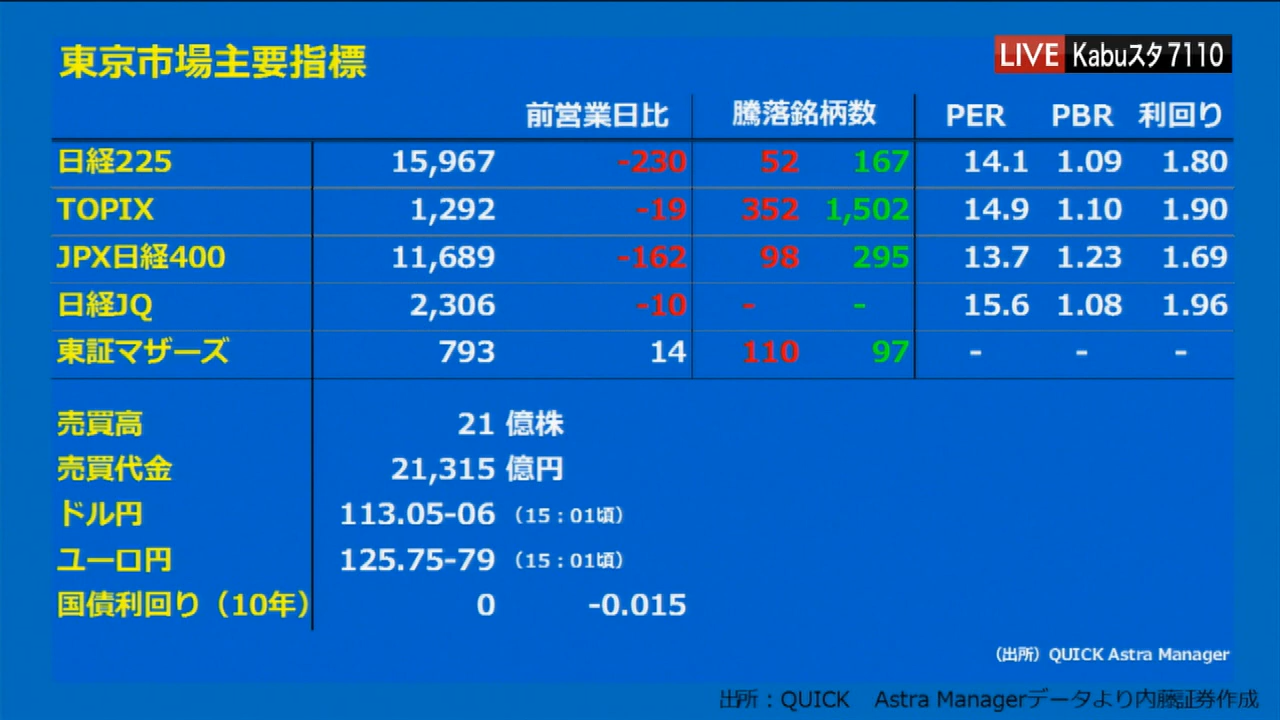 東京市場主要指標
LIVE Kabuスタ 7110
前営業日比 騰落銘柄数 PER PBR 利回り
日経225 15,967 -230 52 167 14.1 1.09 1.80
TOPIX 1,292 -19 352 1,502 14.9 1.10 1.90
JPX日経400 11,689 -162 98 295 13.7 1.23 1.69
日経JQ 2,306 -10 - - 15.6 1.08 1.96
東証マザーズ 793 14 110 97 - - -
売買高 21 億株
売買代金 21,315 億円
ドル円 113.05-06 （15：01頃）
ユーロ円 125.75-79 （15：01頃）
国債利回り（10年） 0 -0.015
（出所）QUICK Astra Manager
出所：QUICK　Astra Managerデータより内藤証券作成